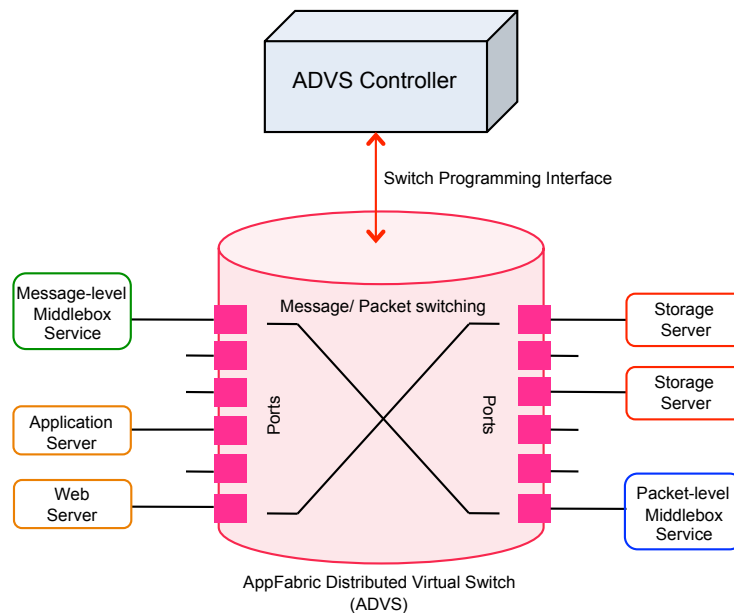 ADVS Controller
Switch Programming Interface
Message/ Packet switching
Message-level
Middlebox
Service
Application
Server
Web
Server
Ports
Ports
Storage
Server
Storage
Server
Packet-level
Middlebox
Service
AppFabric Distributed Virtual Switch
(ADVS)